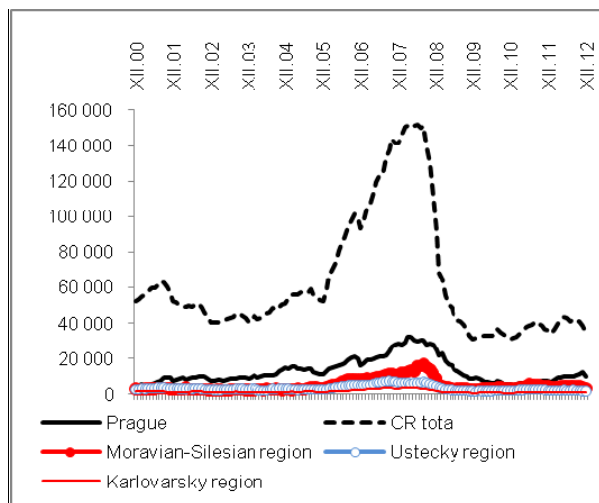 XII.00 XII.01 XII.02 XII.03 XII.04 XII.05 XII.06 XII.07 XII.08 XII.09 XII.10 XII.11 XII.12
160 000
140 000
120 000
100 000
80 000
60 000
40 000
20 000
0
Prague CR tota
Moravian-Silesian region Ustecky region
Karlovarsky region